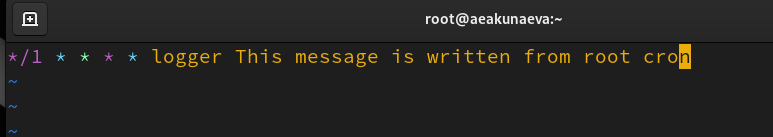 root@aeakunaeva:~
*/1 * * * * logger This message is written from root cron
~
~
~